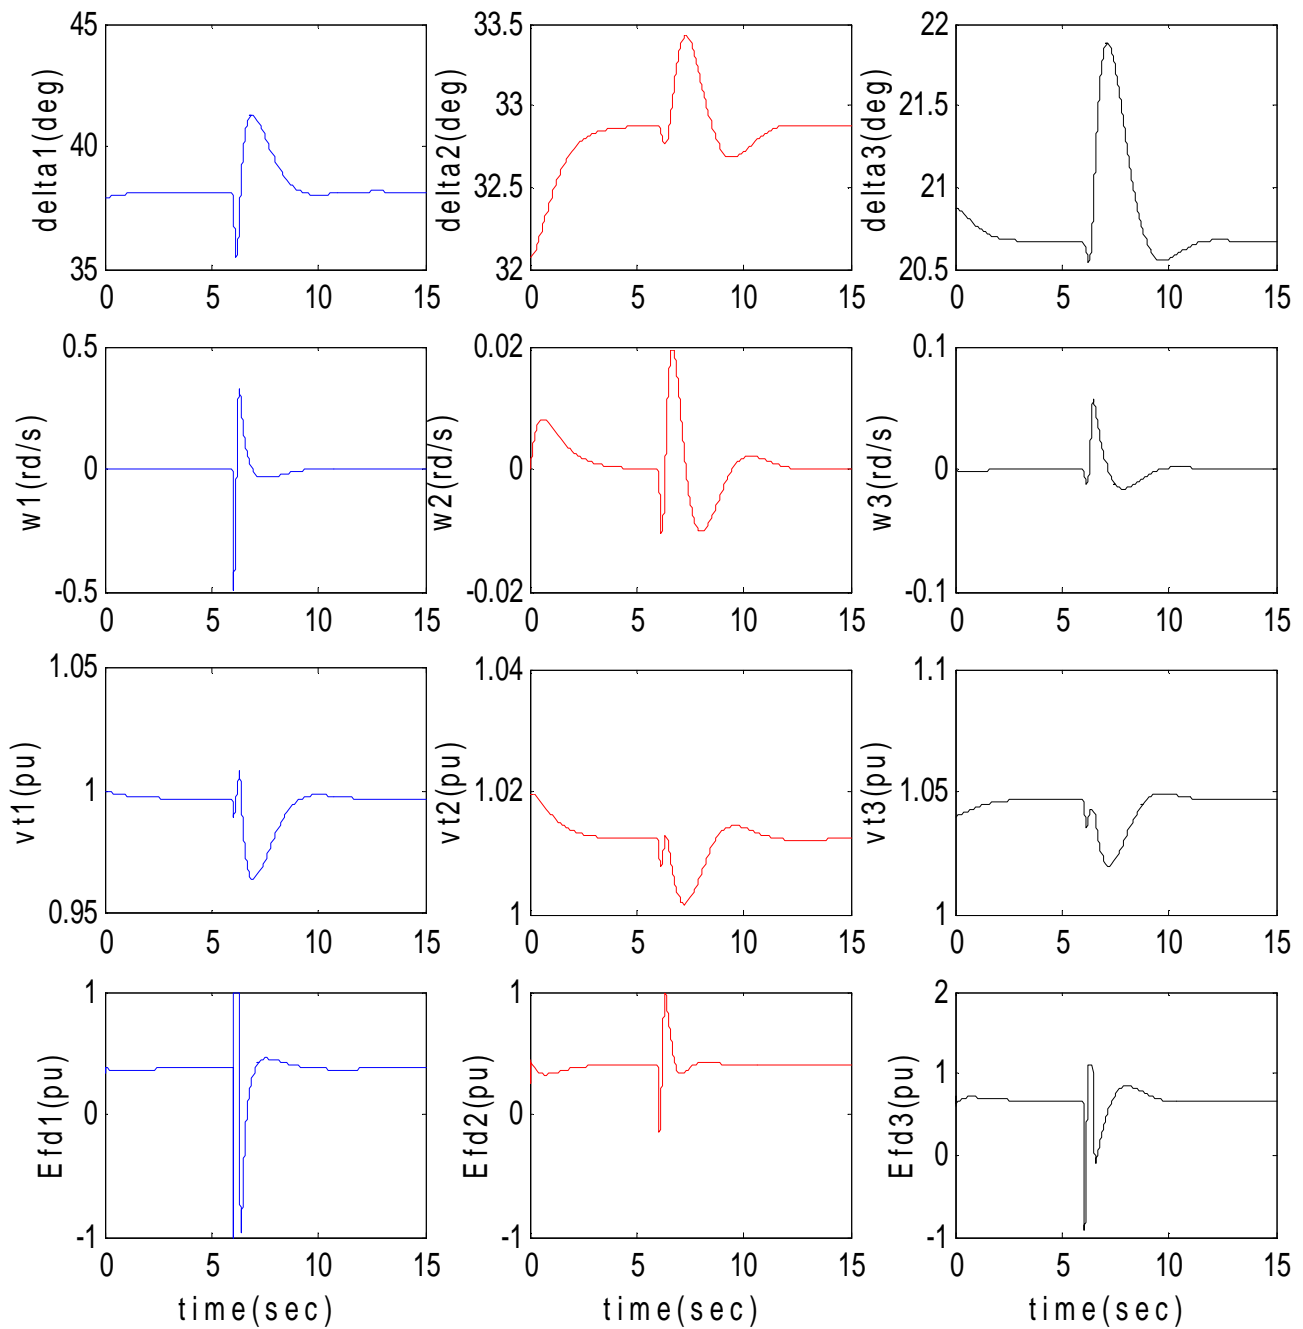 45
40
35
delta1(deg)
0 5 10 15
33.5
33
32.5
32
delta2(deg)
0 5 10 15
22
21.5
21
20.5
delta3(deg)
0 5 10 15
0.5
0
-0.5
w1(rd/s)
0 5 10 15
0.02
0
-0.02
w2(rd/s)
0 5 10 15
0.1
0
-0.1
w3(rd/s)
0 5 10 15
1.05
1
0.95
vt1(pu)
0 5 10 15
1.04
1.02
1
vt2(pu)
0 5 10 15
1.1
1.05
1
vt3(pu)
0 5 10 15
1
0
-1
Efd1(pu)
0 5 10 15
time(sec)
1
0
-1
Efd2(pu)
0 5 10 15
time(sec)
2
1
0
-1
Efd3(pu)
0 5 10 15
time(sec)